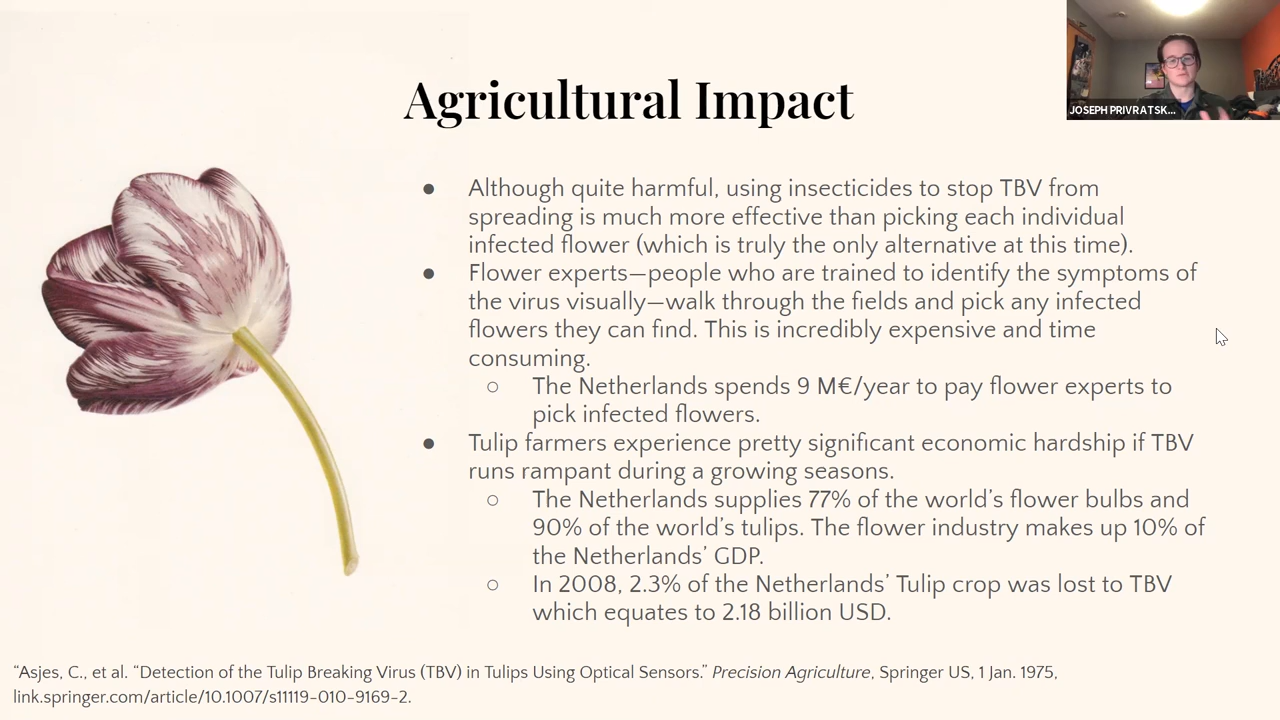 Agricultural Impact
JOSEPH PRIVRATSK...
● Although quite harmful, using insecticides to stop TBV from
spreading is much more effective than picking each individual
infected flower (which is truly the only alternative at this time).
● Flower experts—people who are trained to identify the symptoms of
the virus visually—walk through the fields and pick any infected
flowers they can find. This is incredibly expensive and time
consuming.
○ The Netherlands spends 9 M€/year to pay flower experts to
pick infected flowers.
● Tulip farmers experience pretty significant economic hardship if TBV
runs rampant during a growing seasons.
○ The Netherlands supplies 77% of the world's flower bulbs and
90% of the world's tulips. The flower industry makes up 10% of
the Netherlands' GDP.
○ In 2008, 2.3% of the Netherlands' Tulip crop was lost to TBV
which equates to 2.18 billion USD.
“Asjes, C., et al. “Detection of the Tulip Breaking Virus (TBV) in Tulips Using Optical Sensors.” Precision Agriculture, Springer US, 1 Jan. 1975,
link.springer.com/article/10.1007/s11119-010-9169-2.